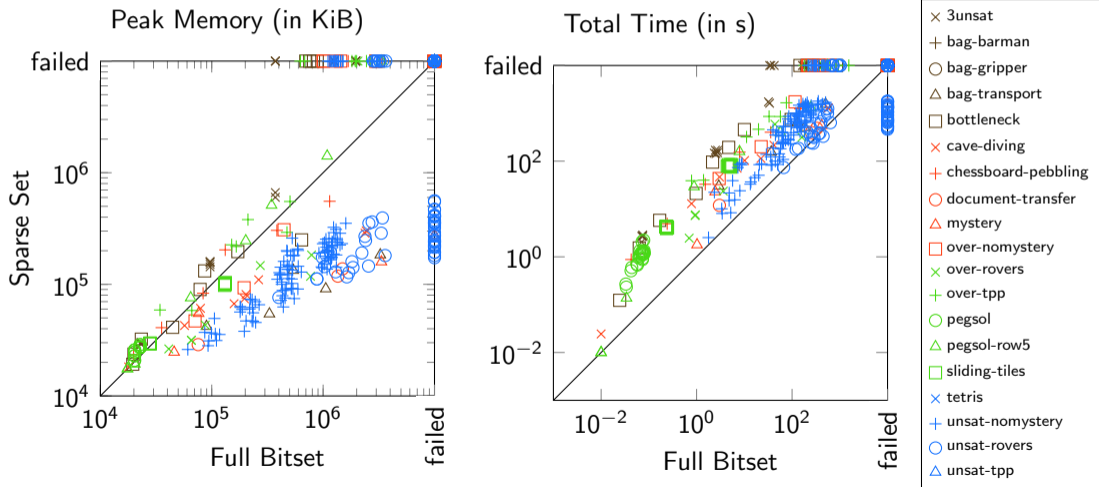 Peak Memory (in KiB)
failed
10^6
10^5
10^4
Sparse Set
10^4
10^5
10^6
failed
Full Bitset
Total Time (in s)
failed
10^2
10^0
10^−2
10^−2
10^0
10^2
failed
Full Bitset
3unsat
bag-barman
bag-gripper
bag-transport
bottleneck
cave-diving
chessboard-pebbling
document-transfer
mystery
over-nomystery
over-rovers
over-tpp
pegsol
pegsol-row5
sliding-tiles
tetris
unsat-nomystery
unsat-rovers
unsat-tpp